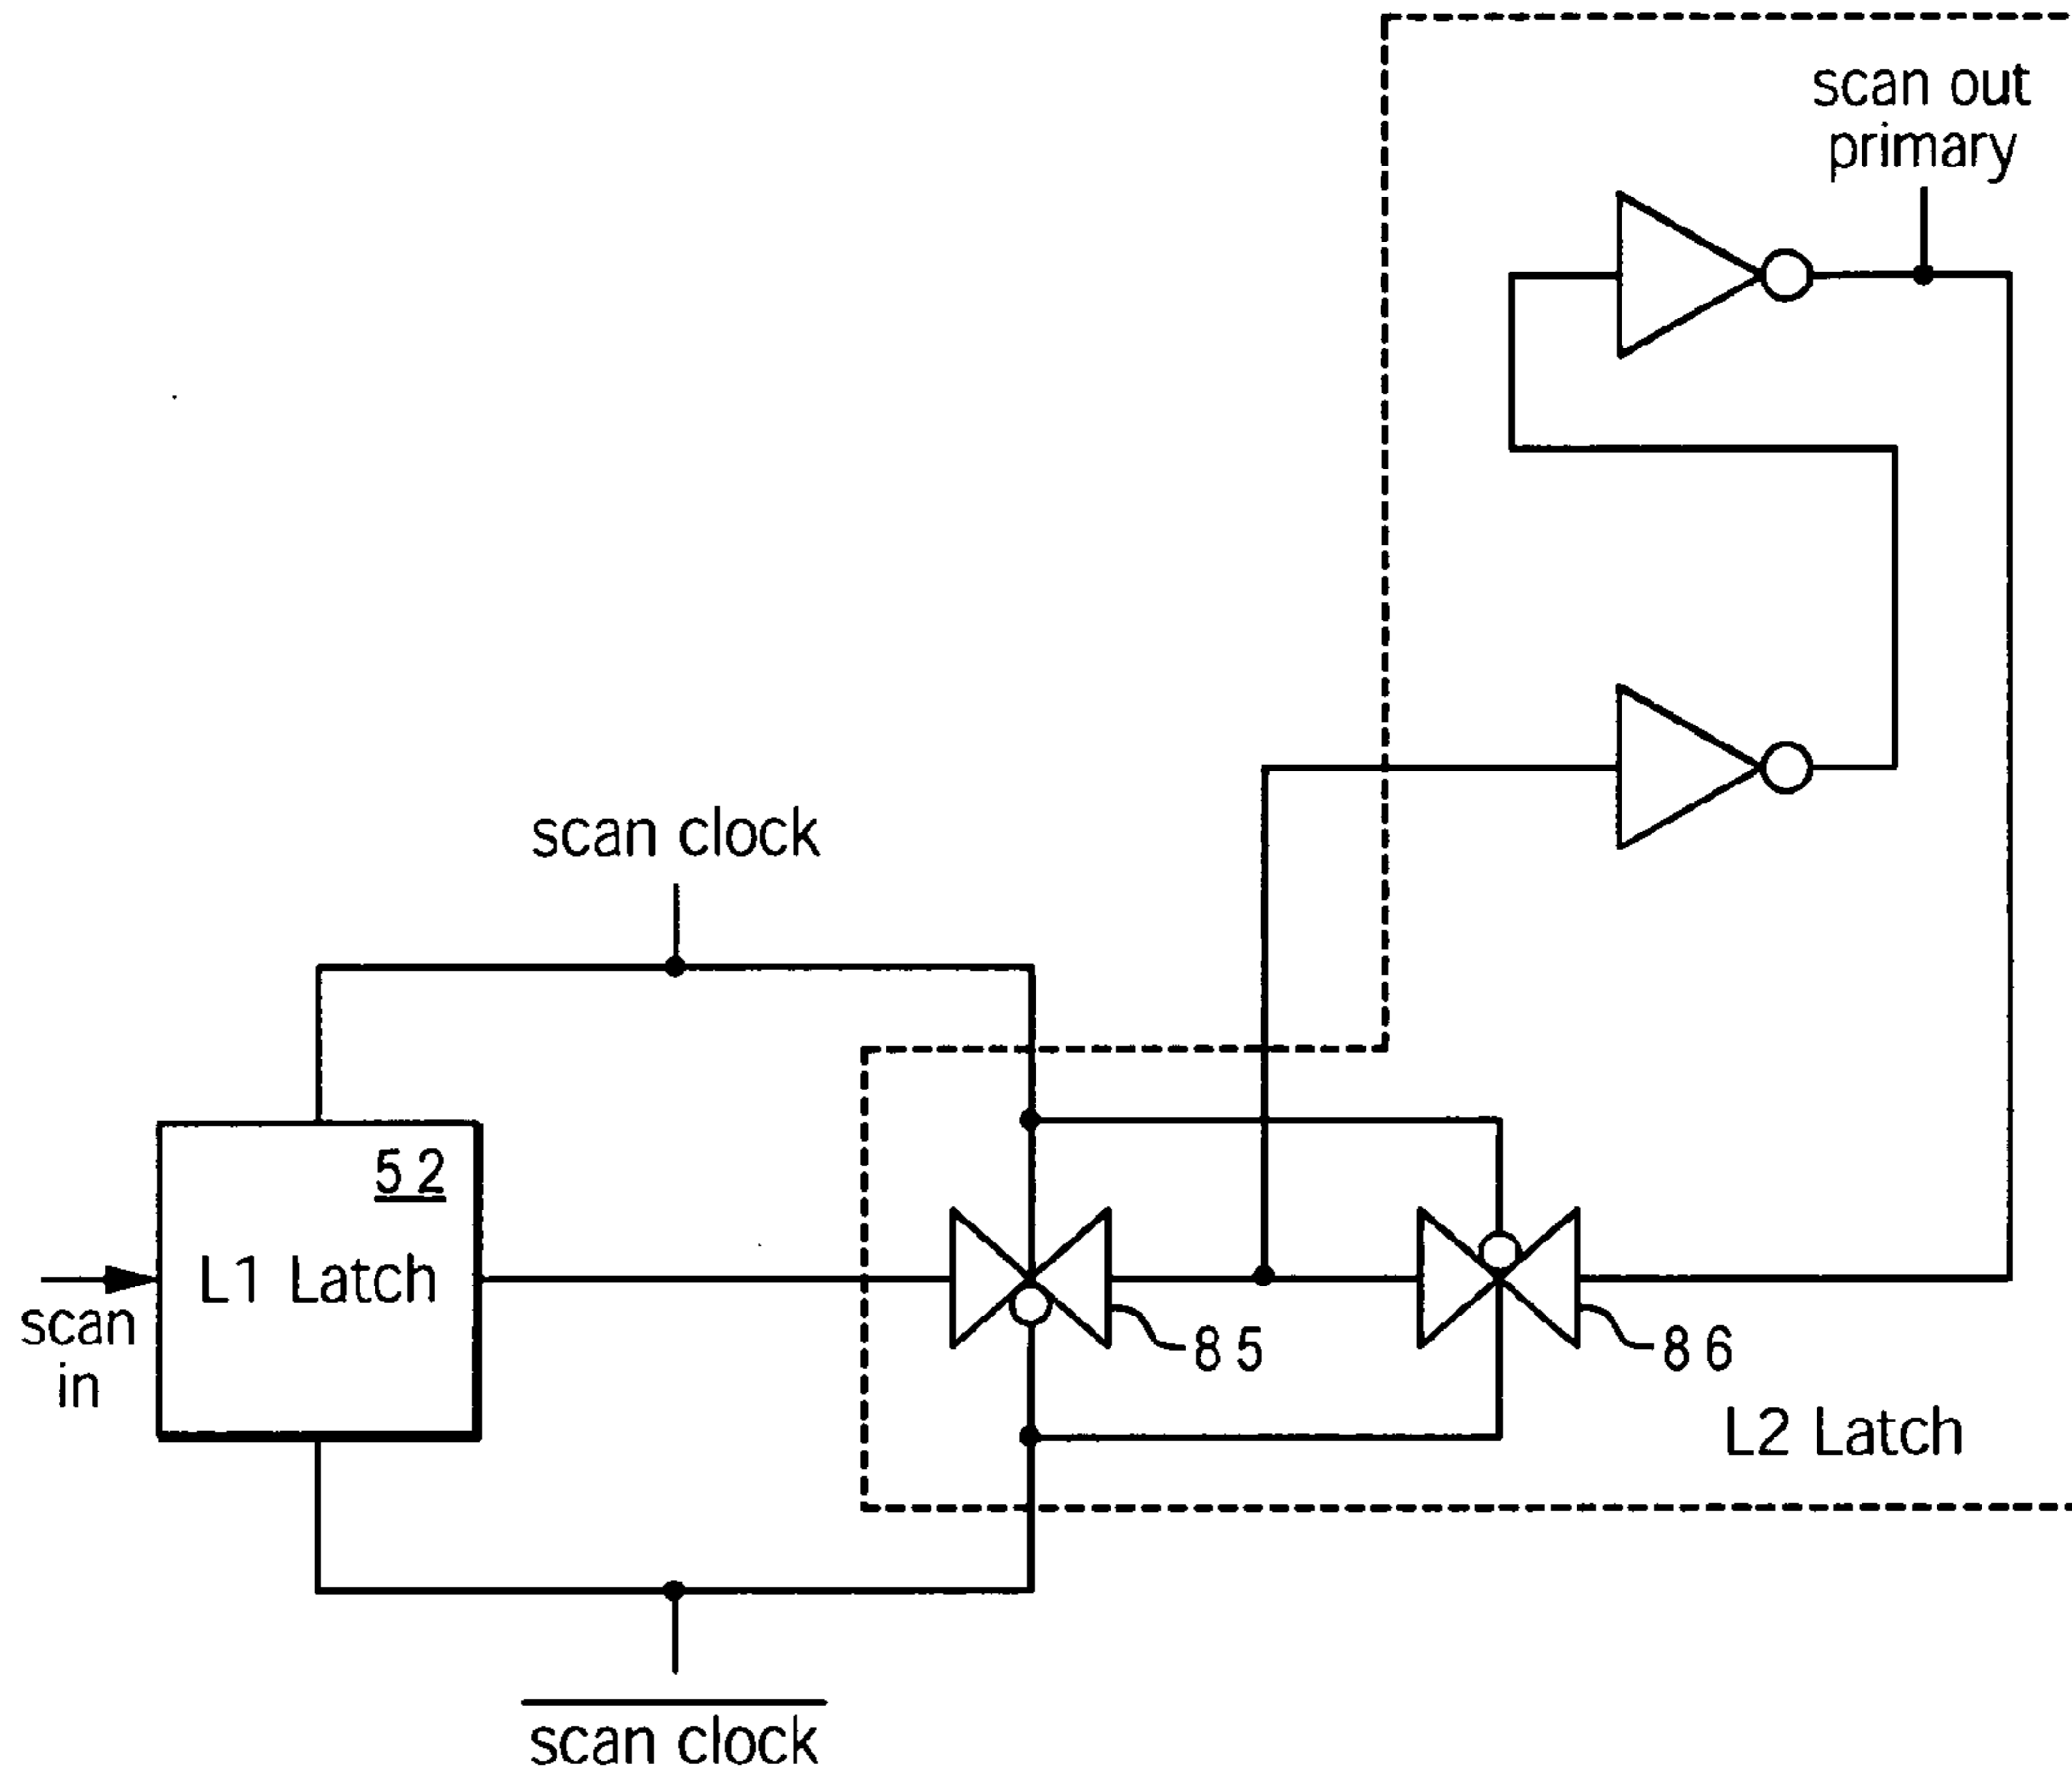 scan out
primary
scan clock
52
L1 Latch
scan
in
85
86
L2 Latch
scan clock